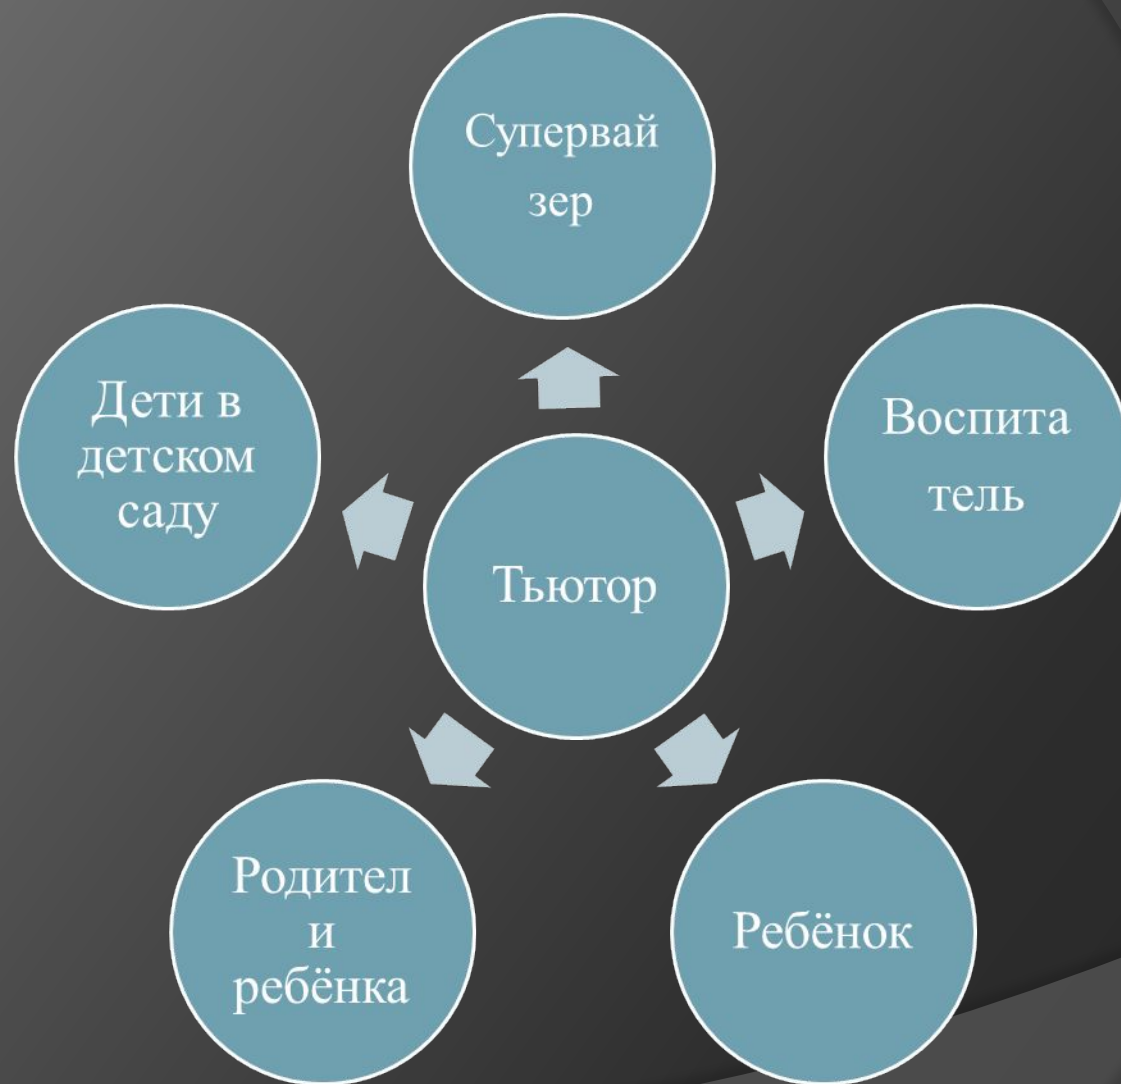 Супервай
зер
Дети в
детском
саду
Воспита
тель
Тьютор
Родител
и
ребёнка
Ребёнок